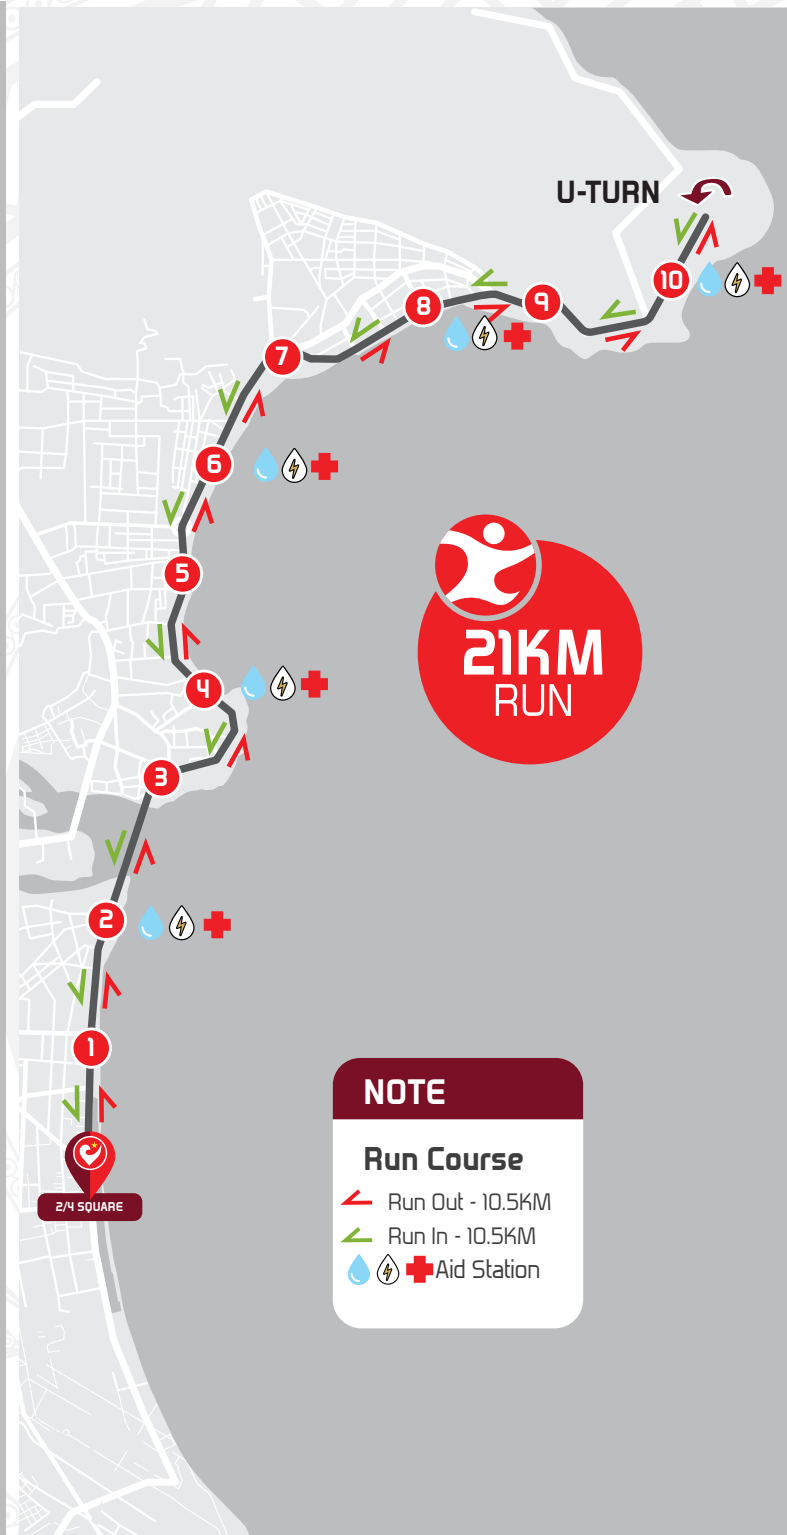 U-TURN
10
9
8
7
6
5
21KM
RUN
4
3
2
1
2/4 SQUARE
NOTE
Run Course
Run Out - 10.5KM
Run In - 10.5KM
Aid Station